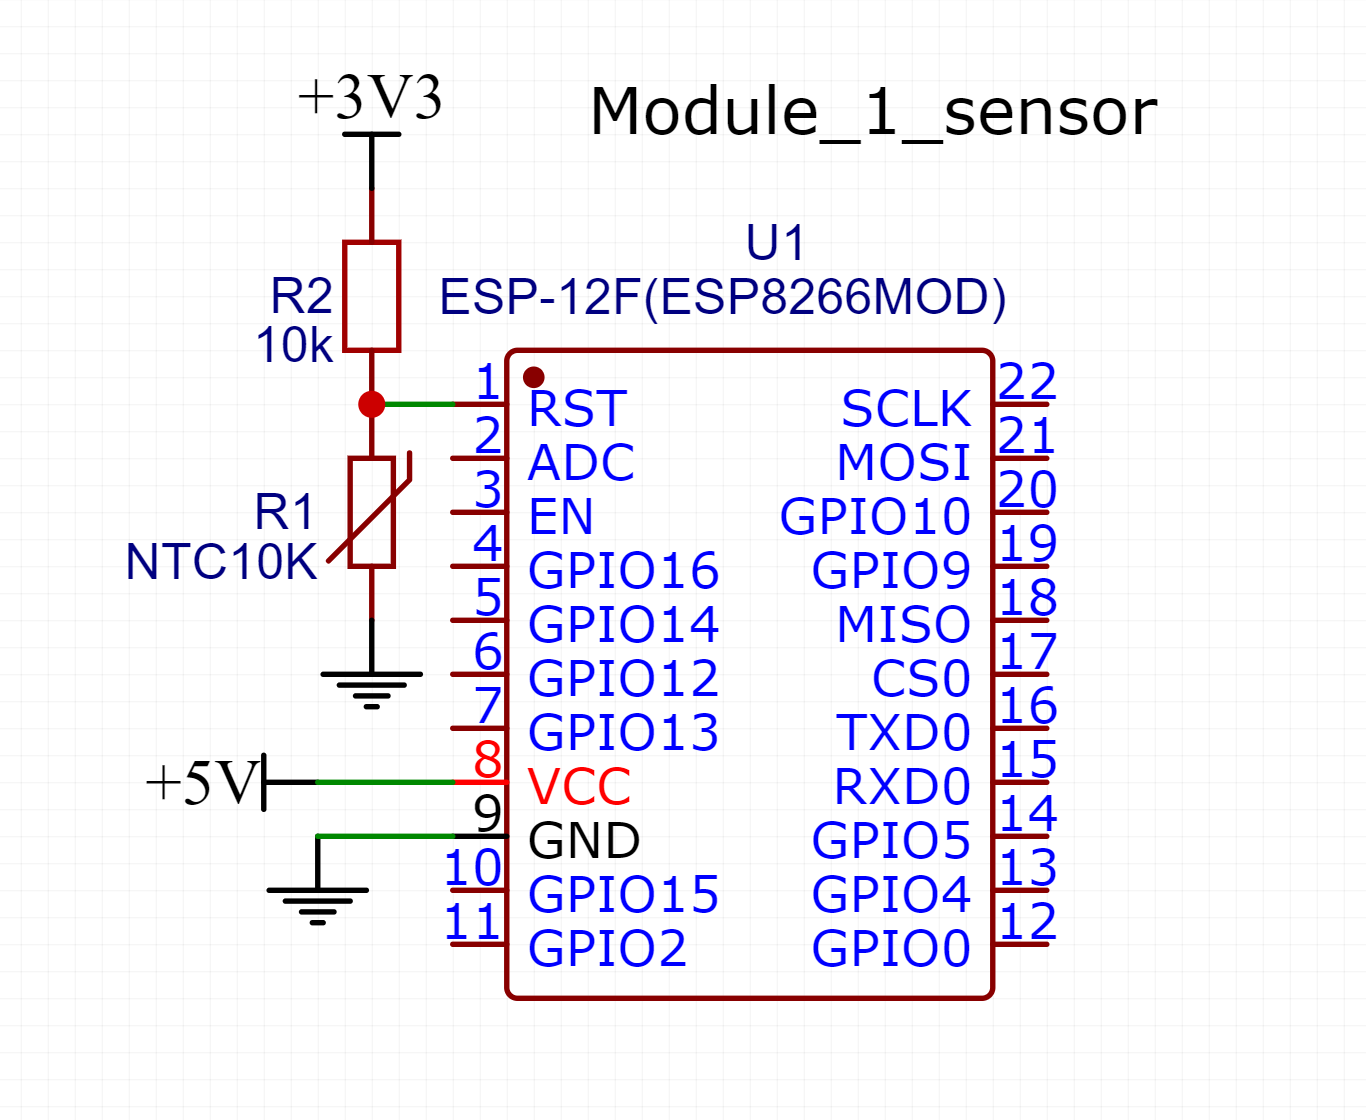 +3V3
Module_1_sensor
U1
ESP-12F(ESP8266MOD)
R2
10k
R1
NTC10K
+5V
1 RST
2 ADC
3 EN
4 GPIO16
5 GPIO14
6 GPIO12
7 GPIO13
8 VCC
9 GND
10 GPIO15
11 GPIO2
SCLK 22
MOSI 21
GPIO10 20
GPIO9 19
MISO 18
CS0 17
TXD0 16
RXD0 15
GPIO5 14
GPIO4 13
GPIO0 12